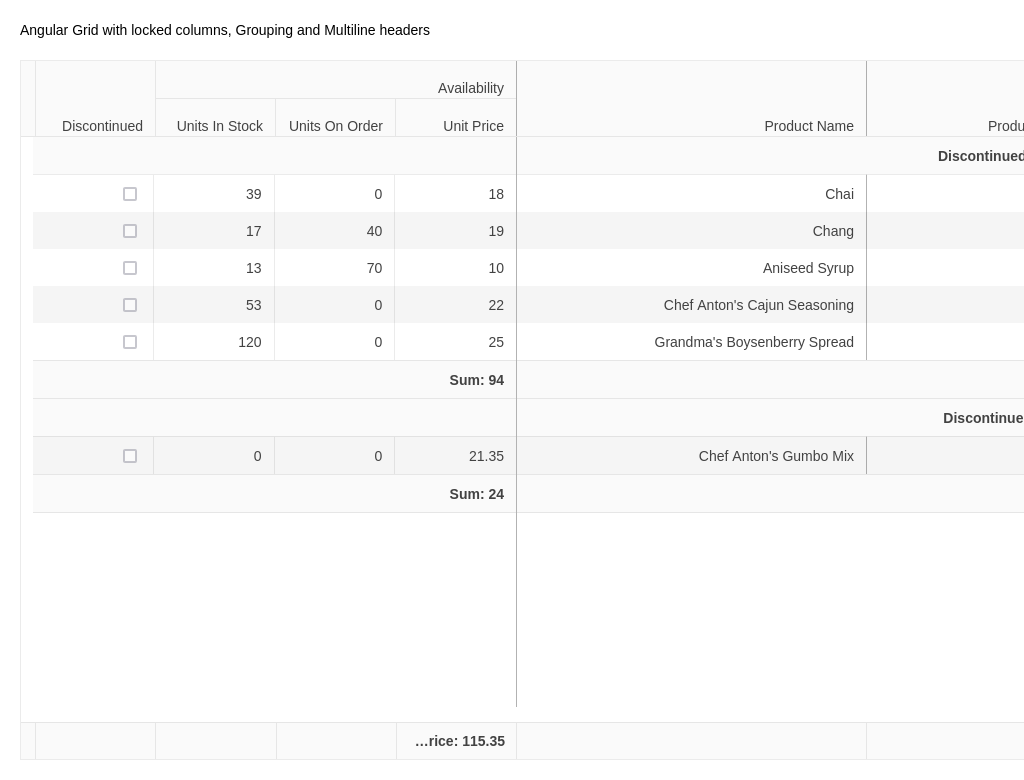 Angular Grid with locked columns, Grouping and Multiline headers
Availability
Discontinued Units In Stock Units On Order Unit Price Product Name Produ
Discontinued
39 0 18 Chai
17 40 19 Chang
13 70 10 Aniseed Syrup
53 0 22 Chef Anton's Cajun Seasoning
120 0 25 Grandma's Boysenberry Spread
Sum: 94
Discontinue
0 0 21.35 Chef Anton's Gumbo Mix
Sum: 24
...rice: 115.35